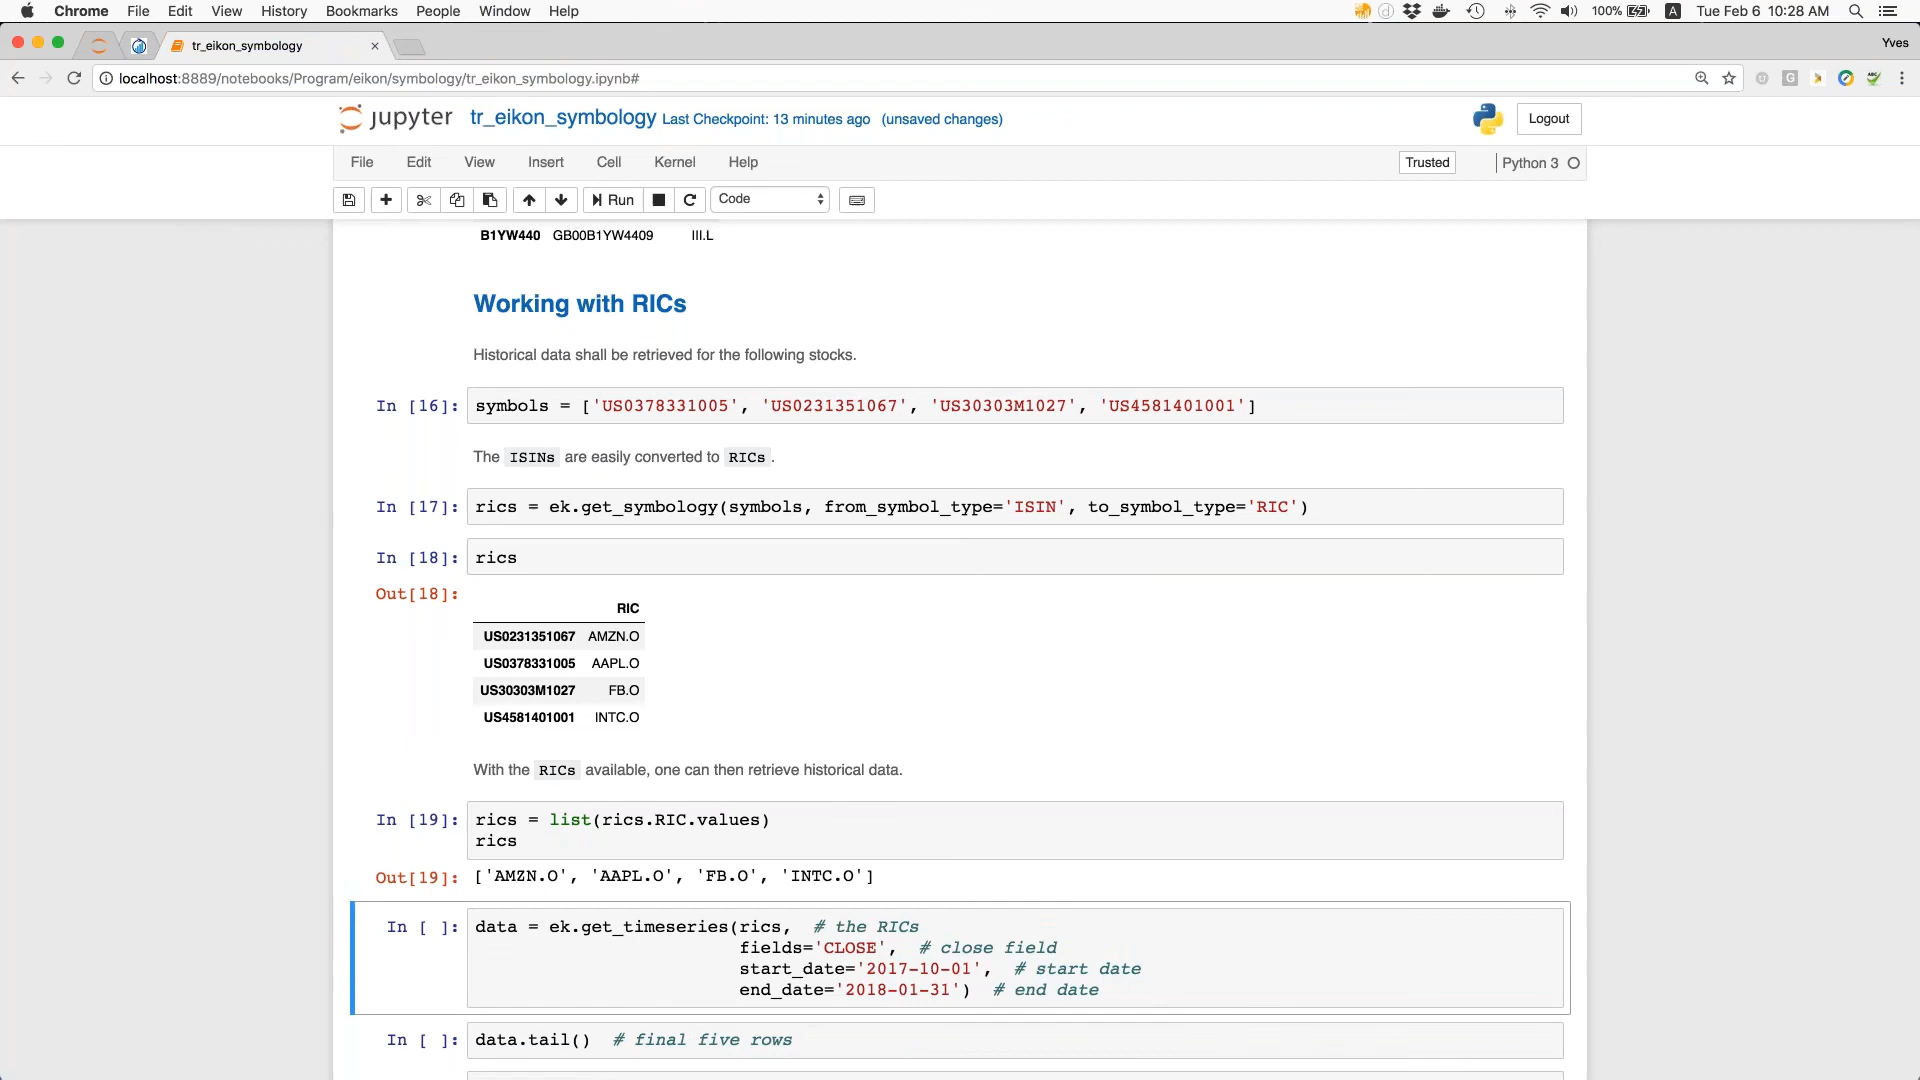 Chrome File Edit View History Bookmarks People Window Help 100% A Tue Feb 6 10:28 AM
tr_eikon_symbology Yves
localhost:8889/notebooks/Program/eikon/symbology/tr_eikon_symbology.ipynb#
jupyter tr_eikon_symbology Last Checkpoint: 13 minutes ago (unsaved changes) Logout
File Edit View Insert Cell Kernel Help Trusted Python 3
Run Code
B1YW440 GB00B1YW4409 III.L
Working with RICs
Historical data shall be retrieved for the following stocks.
In [16]: symbols = ['US0378331005', 'US0231351067', 'US30303M1027', 'US4581401001']
The ISINs are easily converted to RICs.
In [17]: rics = ek.get_symbology(symbols, from_symbol_type='ISIN', to_symbol_type='RIC')
In [18]: rics
Out[18]:
RIC
US0231351067 AMZN.O
US0378331005 AAPL.O
US30303M1027 FB.O
US4581401001 INTC.O
With the RICs available, one can then retrieve historical data.
In [19]: rics = list(rics.RIC.values)
rics
Out[19]: ['AMZN.O', 'AAPL.O', 'FB.O', 'INTC.O']
In [ ]: data = ek.get_timeseries(rics, # the RICs
fields='CLOSE', # close field
start_date='2017-10-01', # start date
end_date='2018-01-31') # end date
In [ ]: data.tail() # final five rows